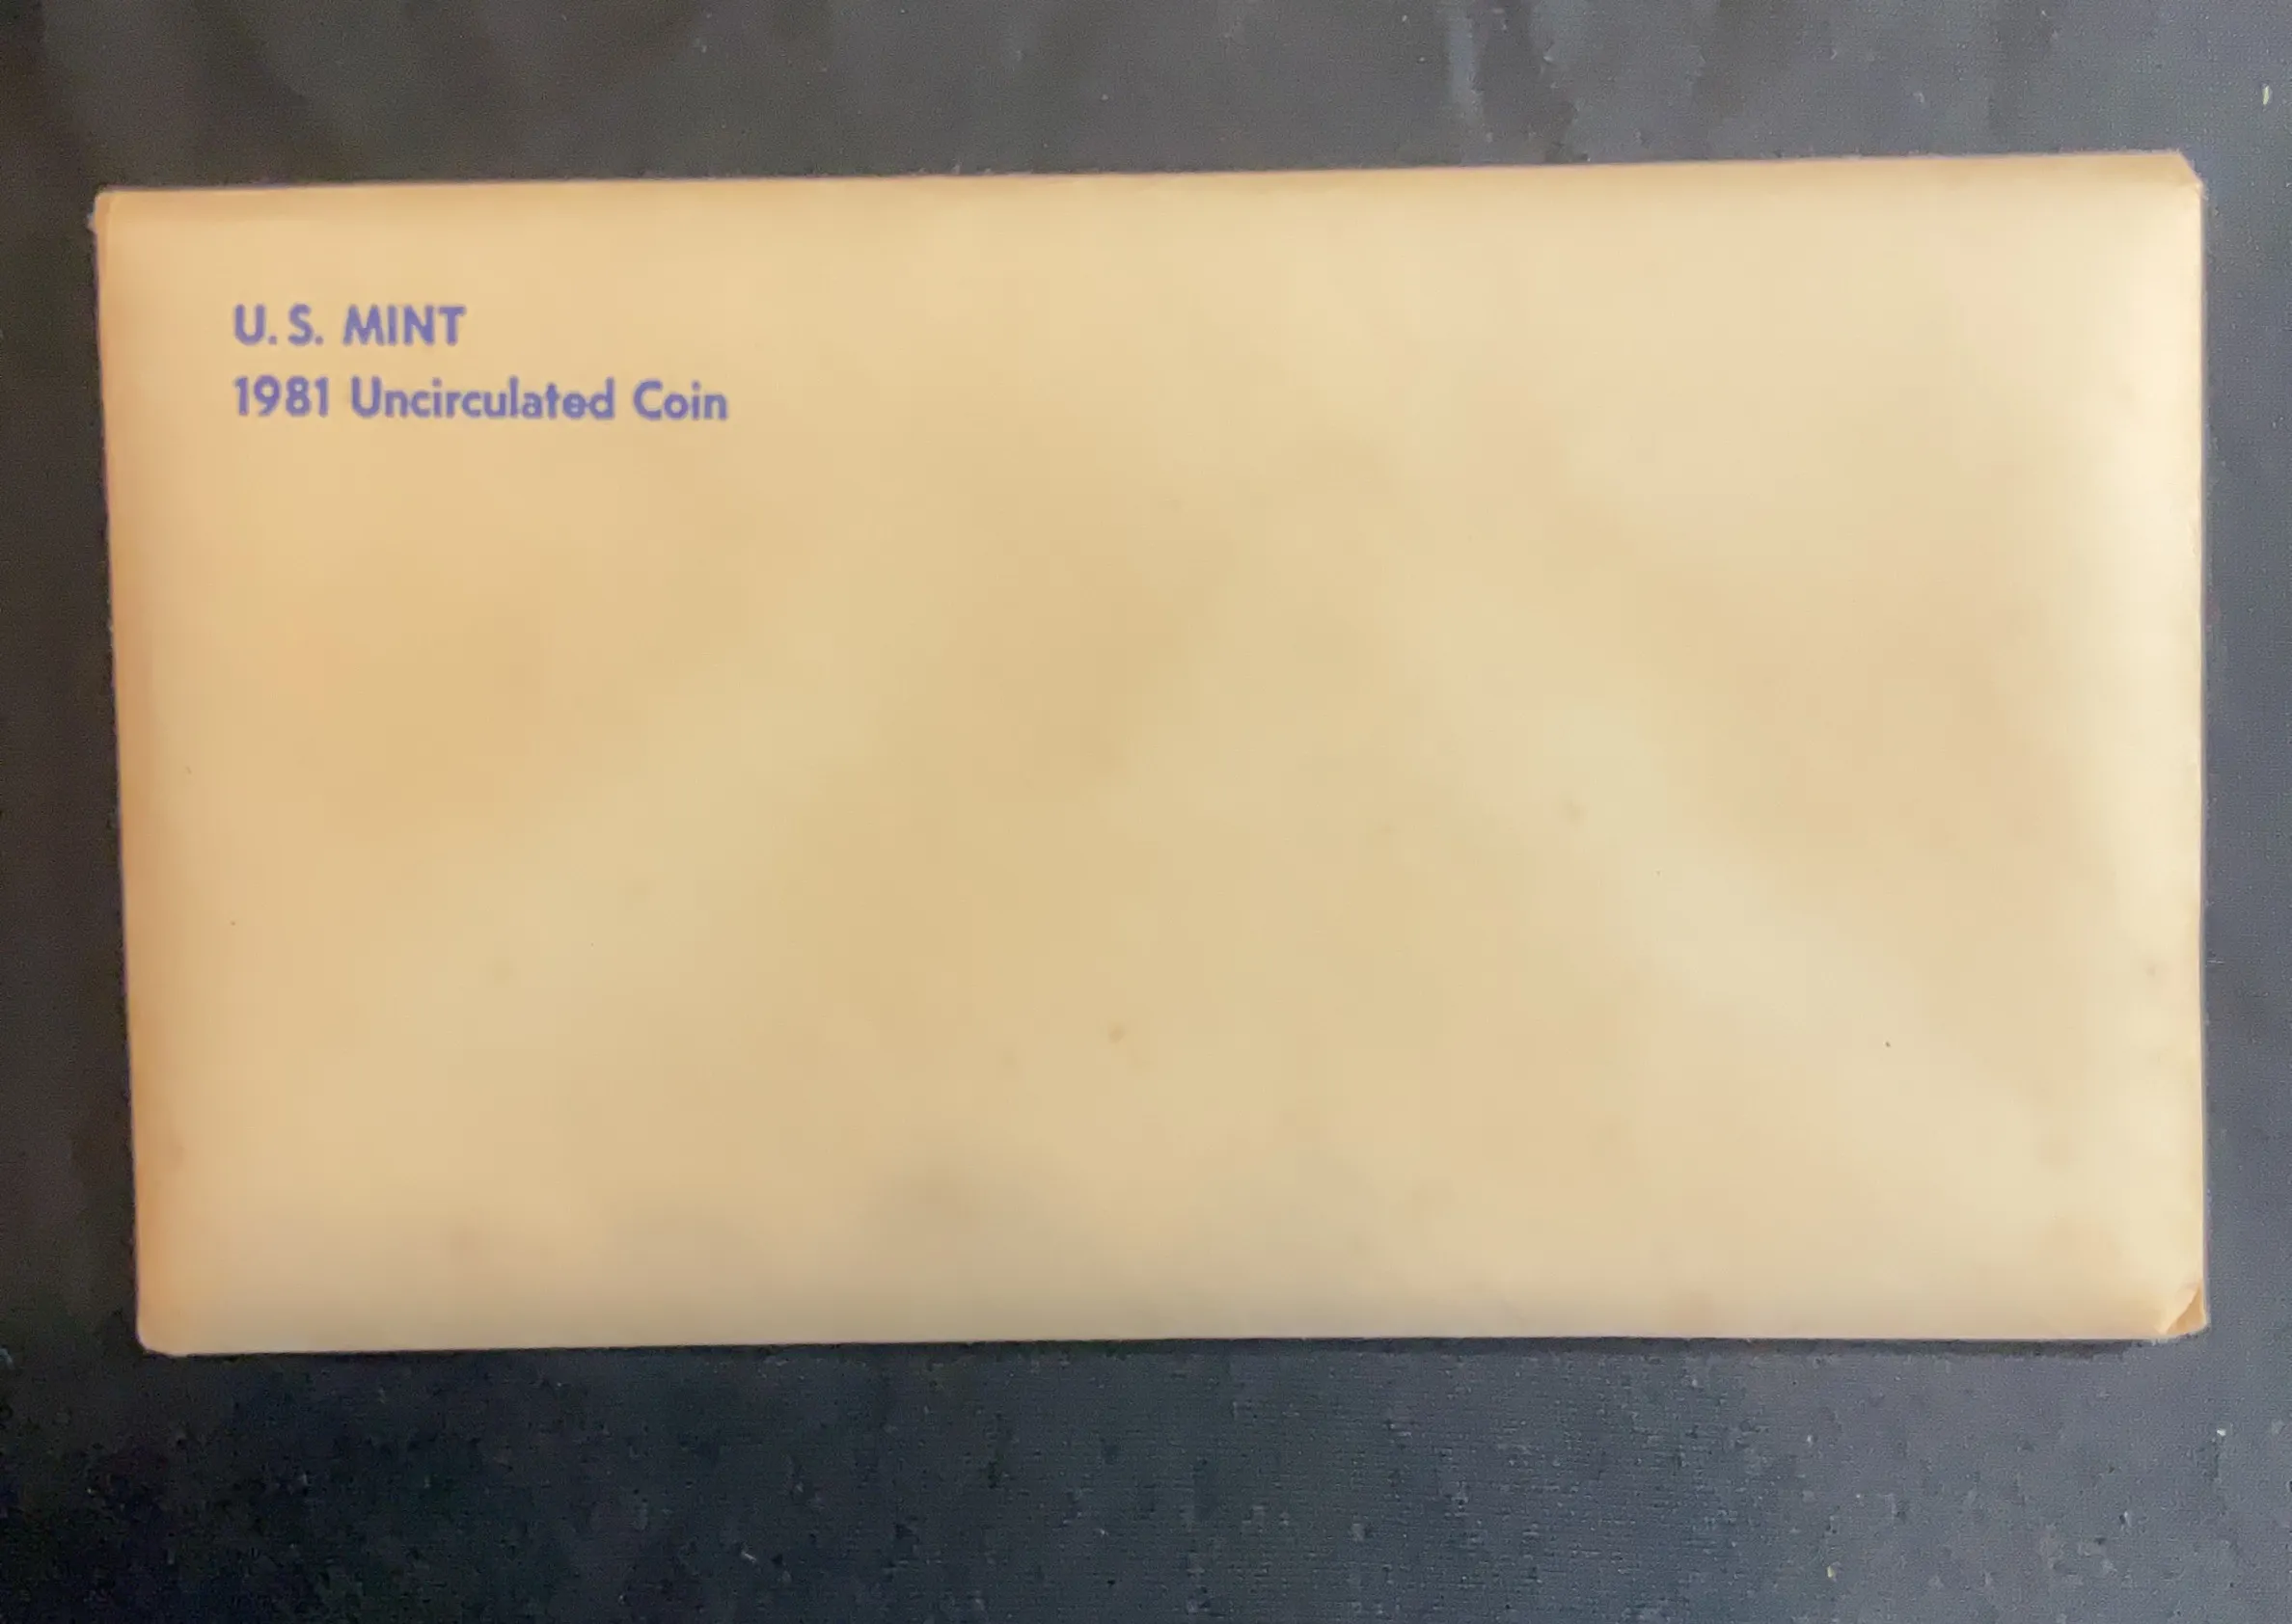 U.S. MINT
1981 Uncirculated Coin